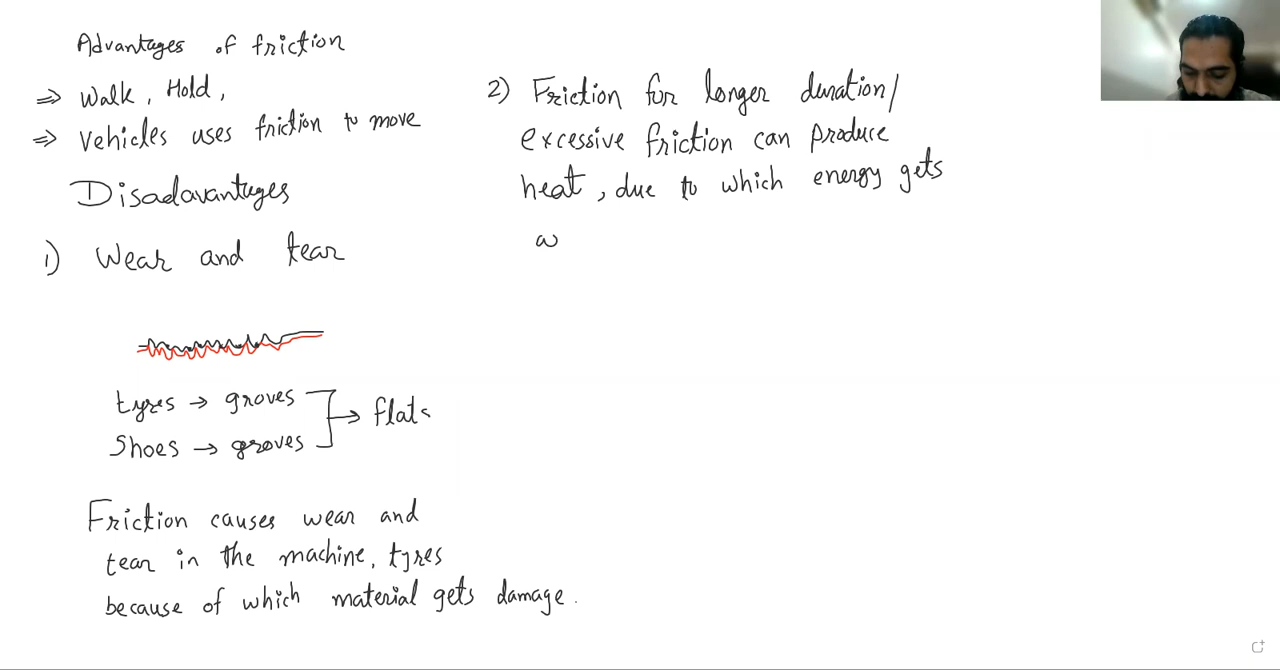 Advantages of friction
⇒ Walk, Hold,
⇒ Vehicles uses friction to move
Disadavantages
1) Wear and tear
tyres → groves
Shoes → groves
→ flats
Friction causes wear and
tear in the machine, tyres
because of which material gets damage.
2) Friction for longer duration/
excessive friction can produce
heat, due to which energy gets
w